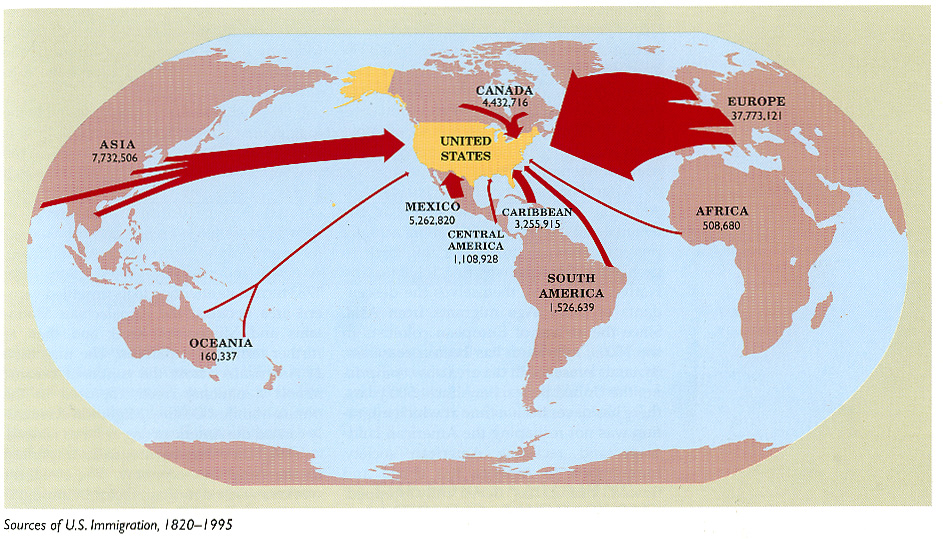 CANADA
4,432,716
EUROPE
37,773,121
ASIA
7,732,506
UNITED
STATES
MEXICO
5,262,820
CARIBBEAN
3,255,915
AFRICA
508,680
CENTRAL
AMERICA
1,108,928
SOUTH
AMERICA
1,526,639
OCEANIA
160,337
Sources of U.S. Immigration, 1820–1995